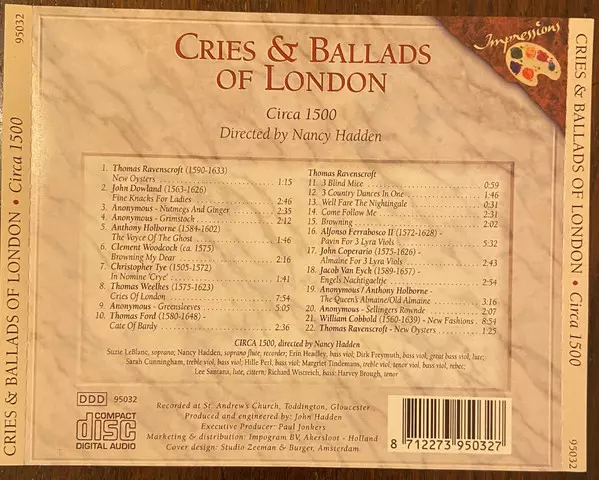 95032
CRIES & BALLADS OF LONDON • Circa 1500
CRIES & BALLADS
OF LONDON
Impressions
Circa 1500
Directed by Nancy Hadden
1. Thomas Ravenscroft (1590-1633)
New Oysters 1:15
2. John Dowland (1563-1626)
Fine Knacks For Ladies 2:46
3. Anonymous - Nutmegs And Ginger 2:35
4. Anonymous - Grimstock 2:12
5. Anthony Holborne (1584-1602)
The Voyce Of The Ghost 1:46
6. Clement Woodcock (ca. 1575)
Browning My Dear 2:16
7. Christopher Tye (1505-1572)
In Nomine 'Crye' 1:41
8. Thomas Weelkes (1575-1623)
Cries Of London 7:54
9. Anonymous - Greensleeves 5:05
10. Thomas Ford (1580-1648) -
Cate Of Bardy 2:36
Thomas Ravenscroft
11. 3 Blind Mice 0:59
12. 3 Country Dances In One 1:46
13. Well Fare The Nightingale 0:31
14. Come Follow Me 2:11
15. Browning 2:02
16. Alfonso Ferrabosco II (1572-1628) -
Pavin For 3 Lyra Viols 5:32
17. John Coperario (1575-1626) -
Almaine For 3 Lyra Viols 2:43
18. Jacob Van Eyck (1589-1657) -
Engels Nachtigaeltje 2:54
19. Anonymous / Anthony Holborne -
The Queen's Almaine/Old Almaine 3:16
20. Anonymous - Sellingers Rownde 2:07
21. William Cobbold (1560-1639) - New Fashions 8:54
22. Thomas Ravenscroft - New Oysters 1:25
CIRCA 1500, directed by Nancy Hadden
Suzie LeBlanc, soprano; Nancy Hadden, soprano flute, recorder; Erin Headley, bass viol; Dirk Freymuth, bass viol, great bass viol, lute;
Sarah Cunningham, treble viol, bass viol; Hille Perl, bass viol; Margriet Tindemans, treble viol, tenor viol, bass viol, rebec;
Lee Santana, lute, cittern; Richard Wistreich, bass; Harvey Brough, tenor
DDD 95032
COMPACT
disc
DIGITAL AUDIO
Recorded at St. Andrew's Church, Toddington, Gloucester
Produced and engineered by: John Hadden
Executive Producer: Paul Jonkers
Marketing & distribution: Impogram BV, Akersloot - Holland
Cover design: Studio Zeeman & Burger, Amsterdam
8 712273 950327
CRIES & BALLADS OF LONDON • Circa 1500
95032